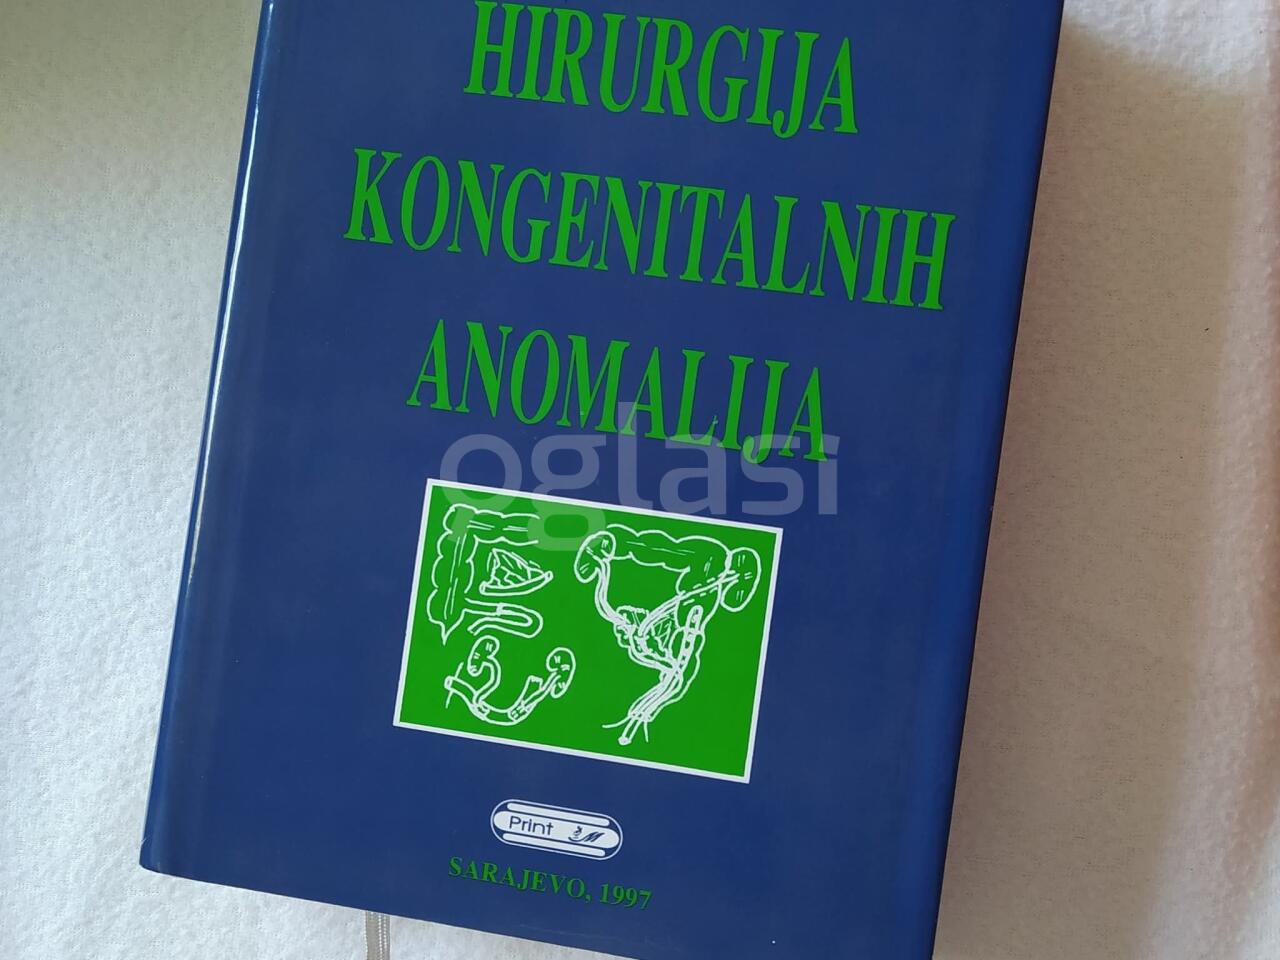 HIRURGIJA
KONGENITALNIH
ANOMALIJA
oglasi
Print
SARAJEVO, 1997